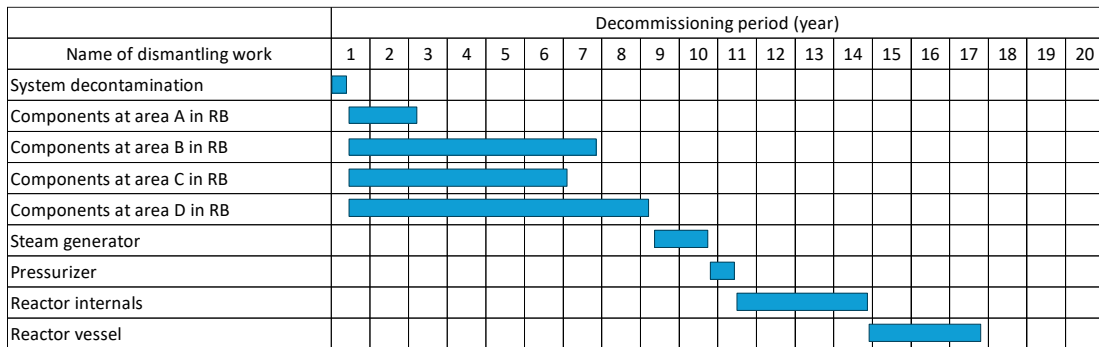 Decommissioning period (year)
Name of dismantling work 1 2 3 4 5 6 7 8 9 10 11 12 13 14 15 16 17 18 19 20
System decontamination
Components at area A in RB
Components at area B in RB
Components at area C in RB
Components at area D in RB
Steam generator
Pressurizer
Reactor internals
Reactor vessel